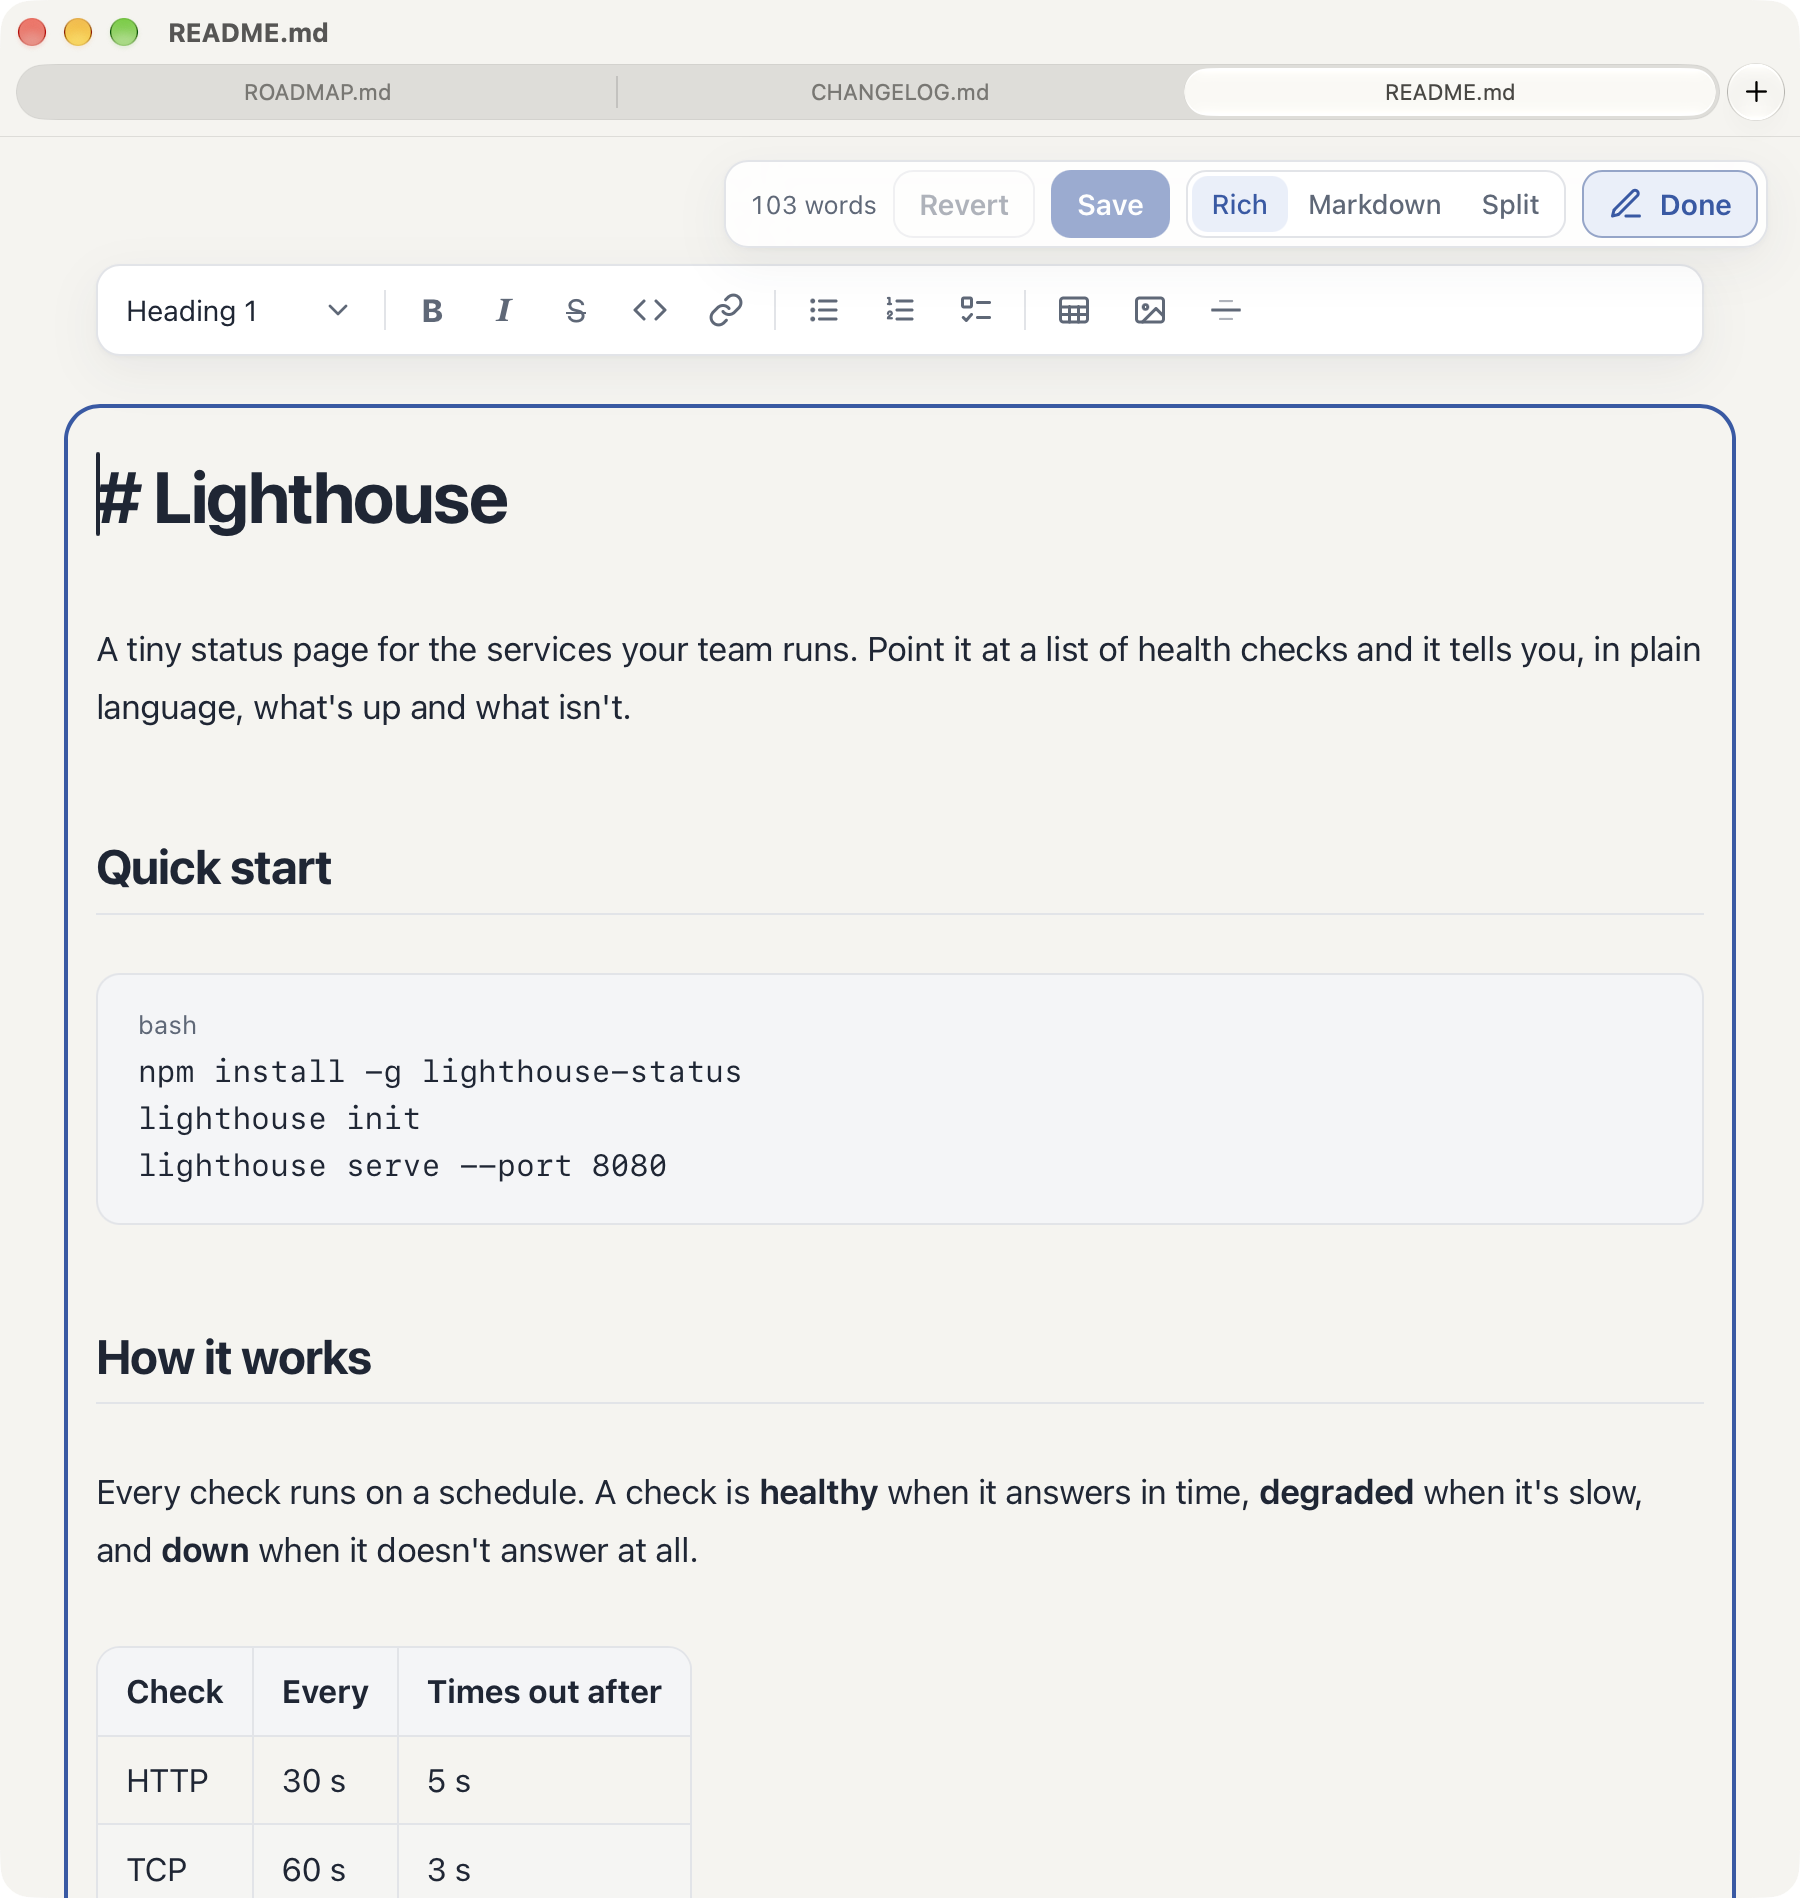 README.md
ROADMAP.md
CHANGELOG.md
README.md
103 words
Revert
Save
Rich
Markdown
Split
Done
Heading 1
# Lighthouse
A tiny status page for the services your team runs. Point it at a list of health checks and it tells you, in plain
language, what's up and what isn't.
Quick start
bash
npm install -g lighthouse-status
lighthouse init
lighthouse serve --port 8080
How it works
Every check runs on a schedule. A check is healthy when it answers in time, degraded when it's slow,
and down when it doesn't answer at all.
Check Every Times out after
HTTP 30 s 5 s
TCP 60 s 3 s